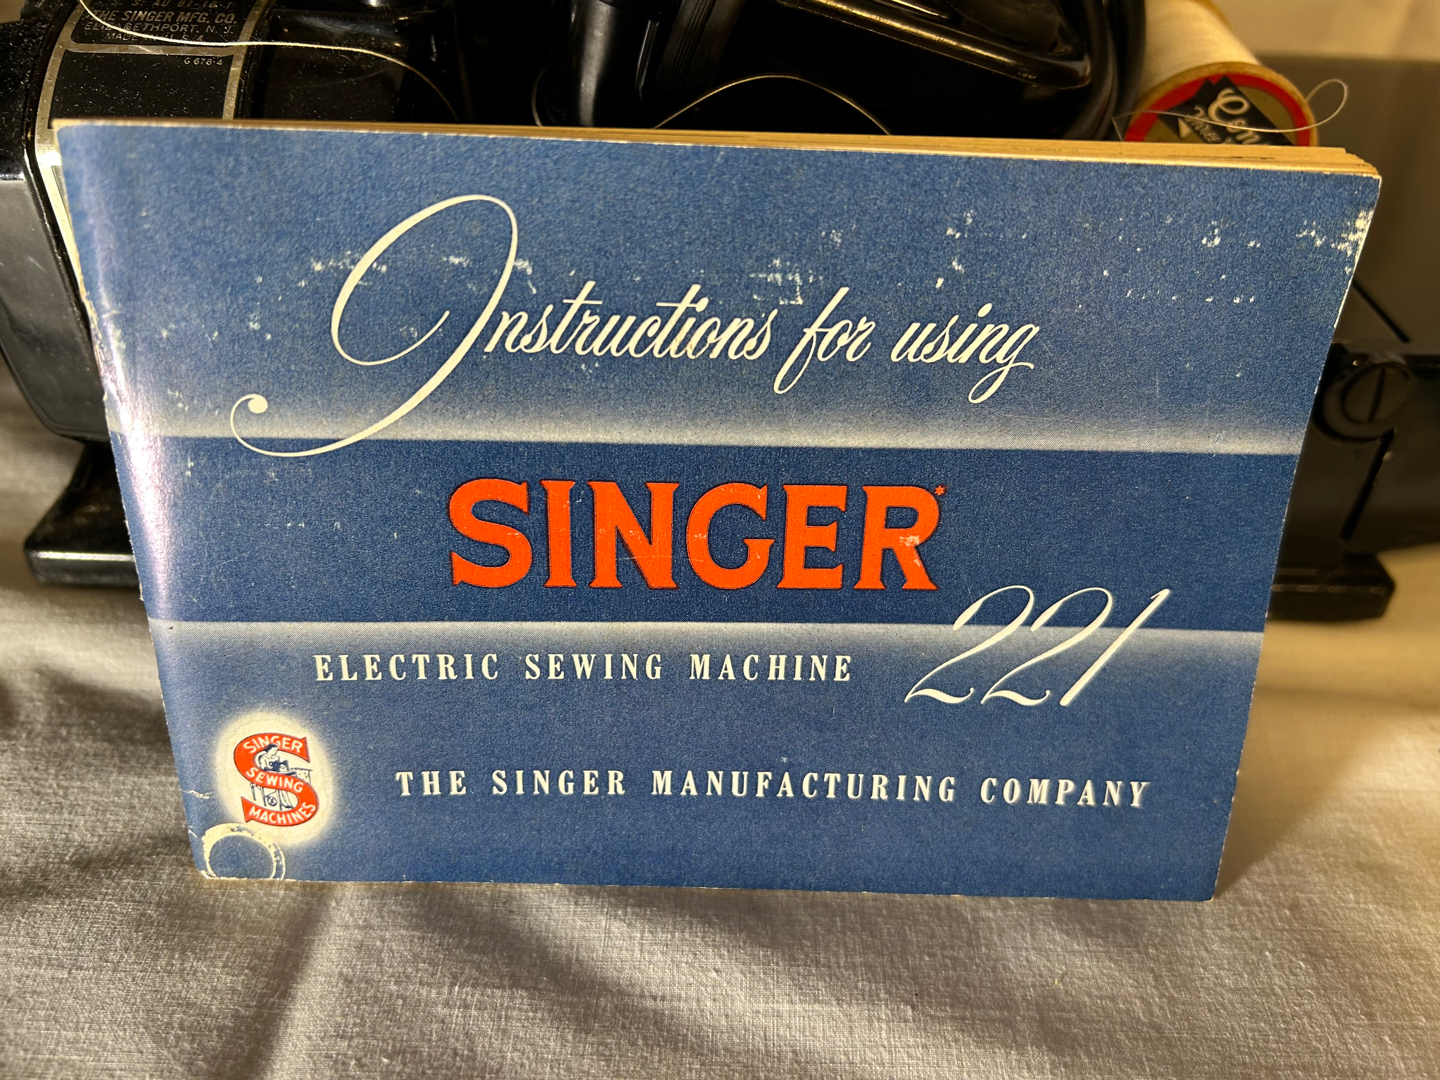 THE SINGER MFG. CO.
ELIZABETHPORT, N. J.
G 678-4
Instructions for using
SINGER*
221
ELECTRIC SEWING MACHINE
SINGER
SEWING
MACHINES
THE SINGER MANUFACTURING COMPANY